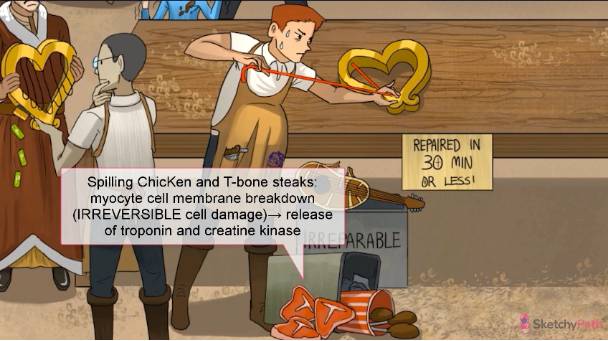 REPAIRED IN
30 MIN
OR LESS!
Spilling ChicKen and T-bone steaks:
myocyte cell membrane breakdown
(IRREVERSIBLE cell damage)→ release
of troponin and creatine kinase
IRREPARABLE
SketchyPath